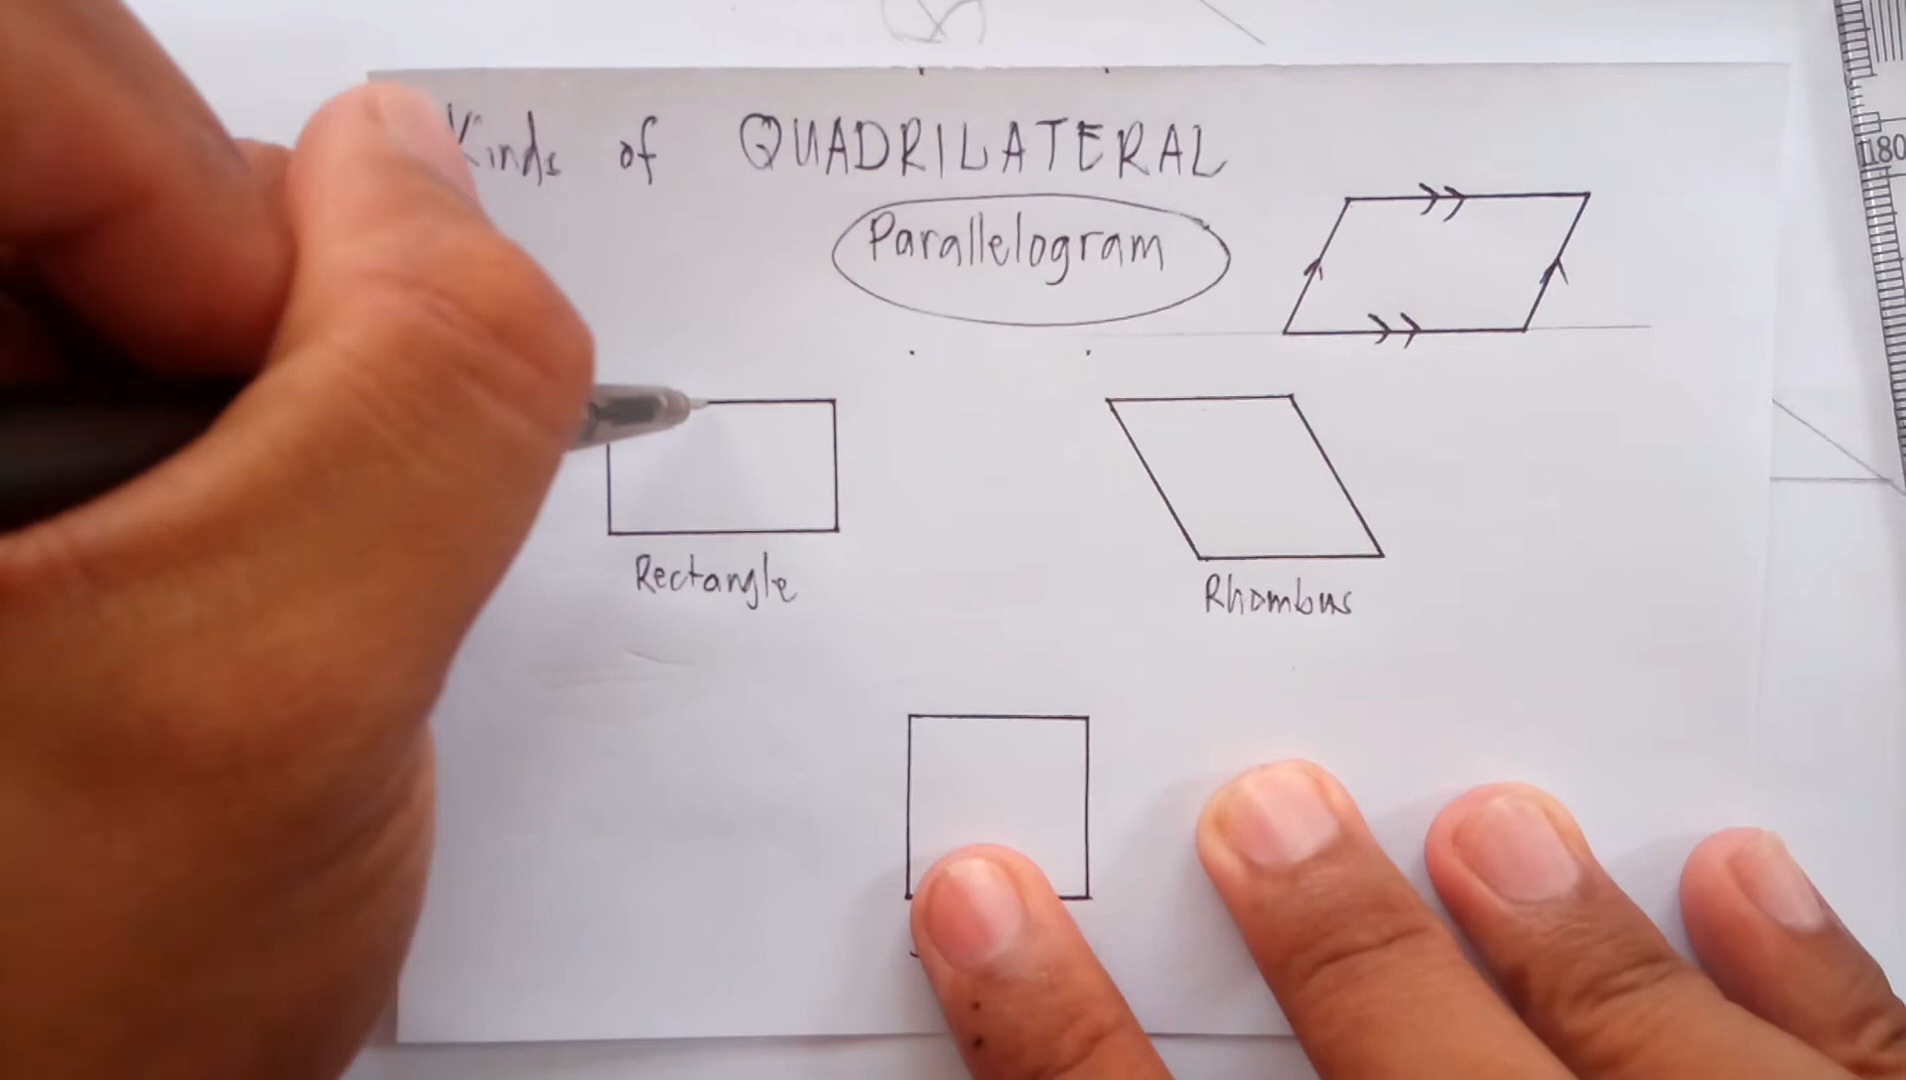 Kinds of QUADRILATERAL
Parallelogram
180
Rectangle
Rhombus